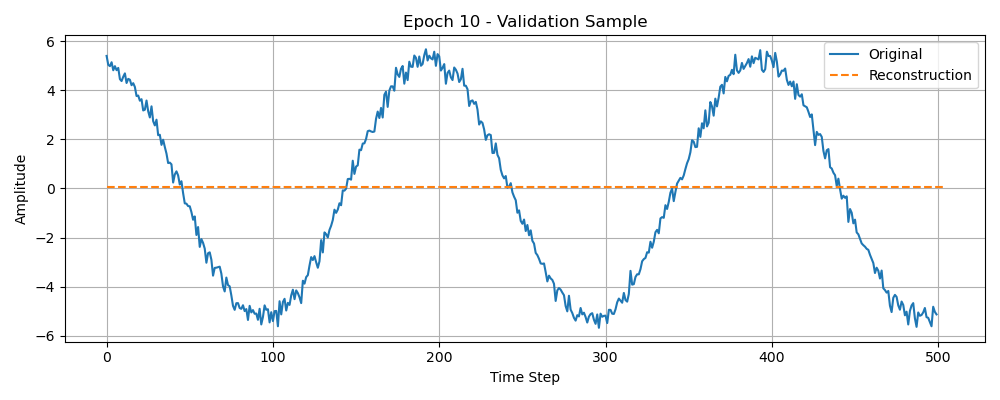 Epoch 10 - Validation Sample
Original
Reconstruction
Amplitude
6
4
2
0
−2
−4
−6
0 100 200 300 400 500
Time Step